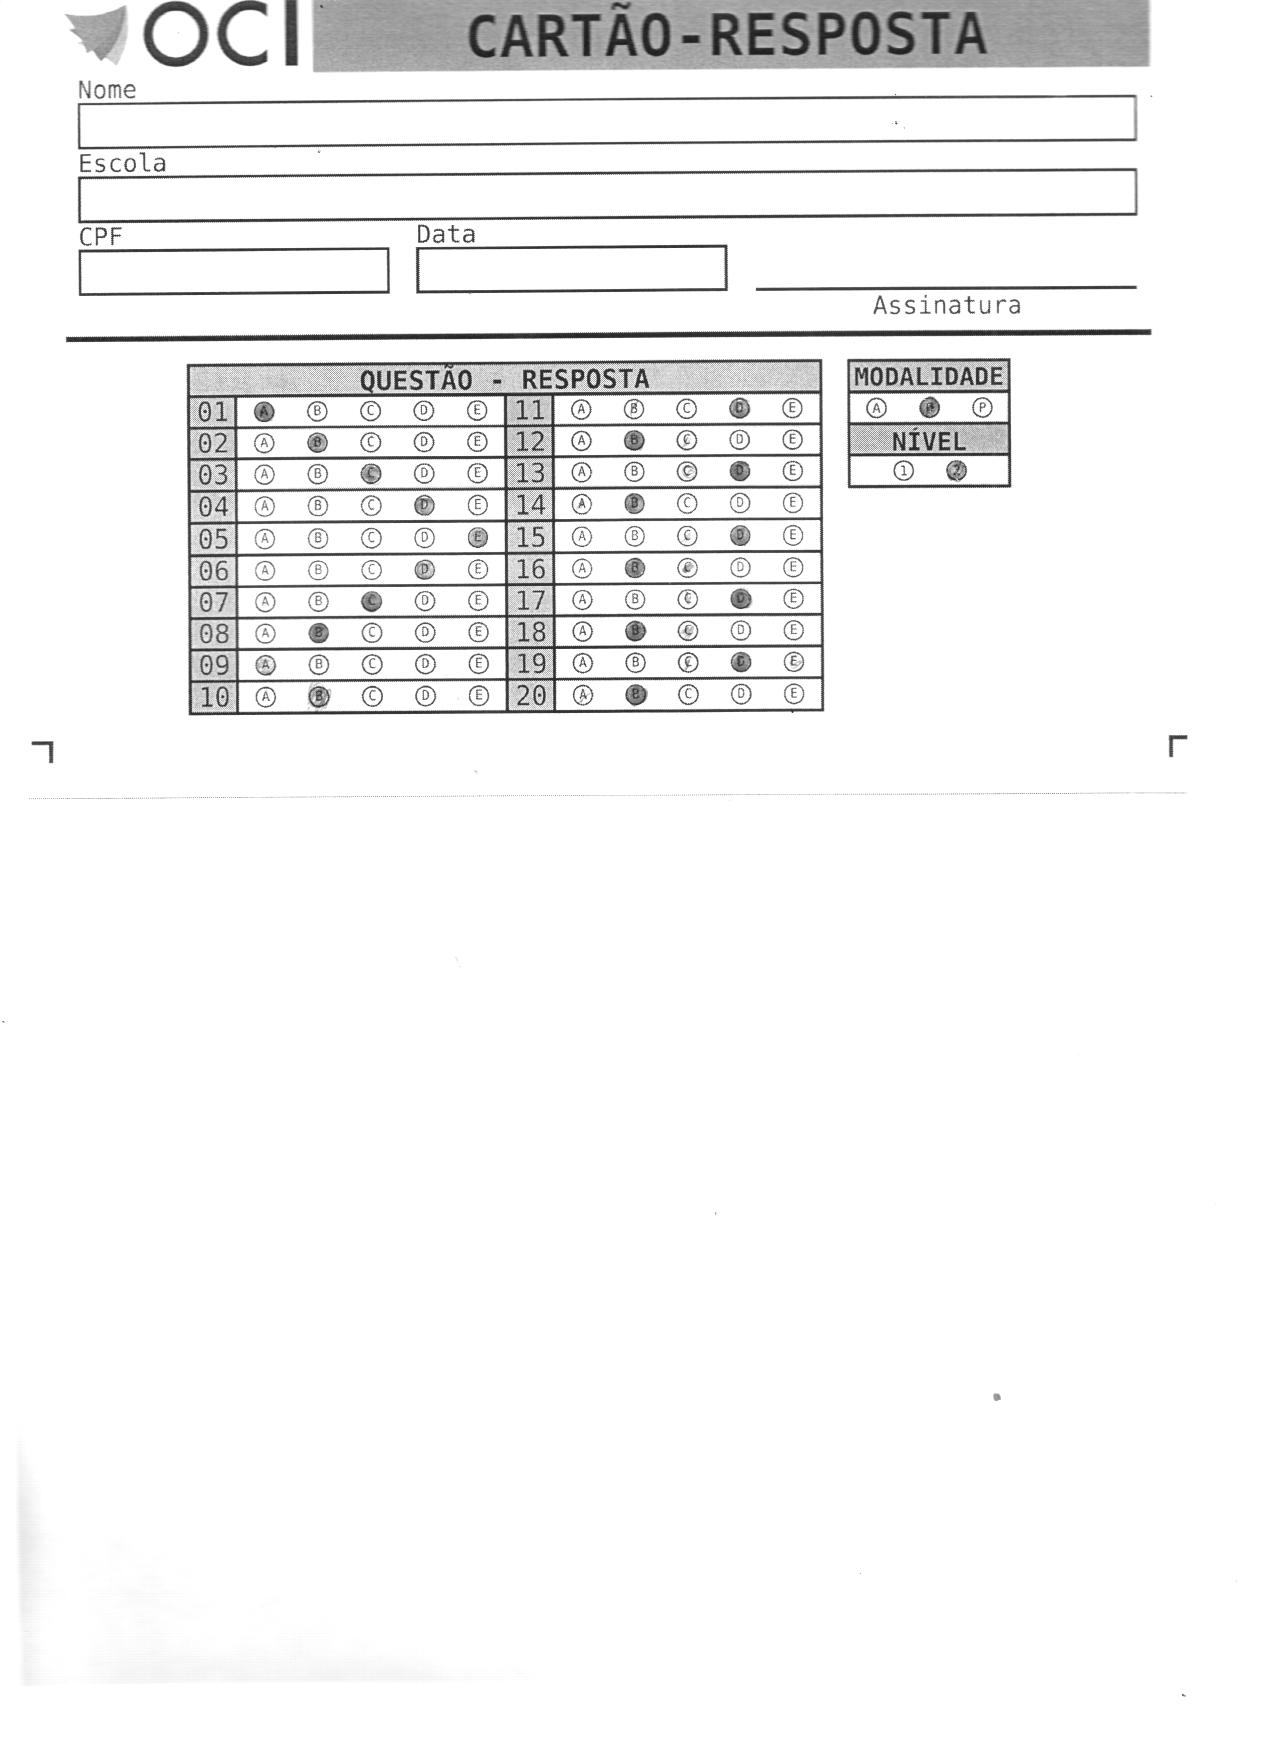 OCI CARTÃO-RESPOSTA
Nome
Escola
CPF Data
Assinatura
QUESTÃO - RESPOSTA MODALIDADE
01 A B C D E 11 A B C D E A P
02 A B C D E 12 A B C D E NÍVEL
03 A B C D E 13 A B C D E 1 2
04 A B C D E 14 A B C D E
05 A B C D E 15 A B C D E
06 A B C D E 16 A B C D E
07 A B C D E 17 A B C D E
08 A B C D E 18 A B C D E
09 A B C D E 19 A B C D E
10 A B C D E 20 A B C D E